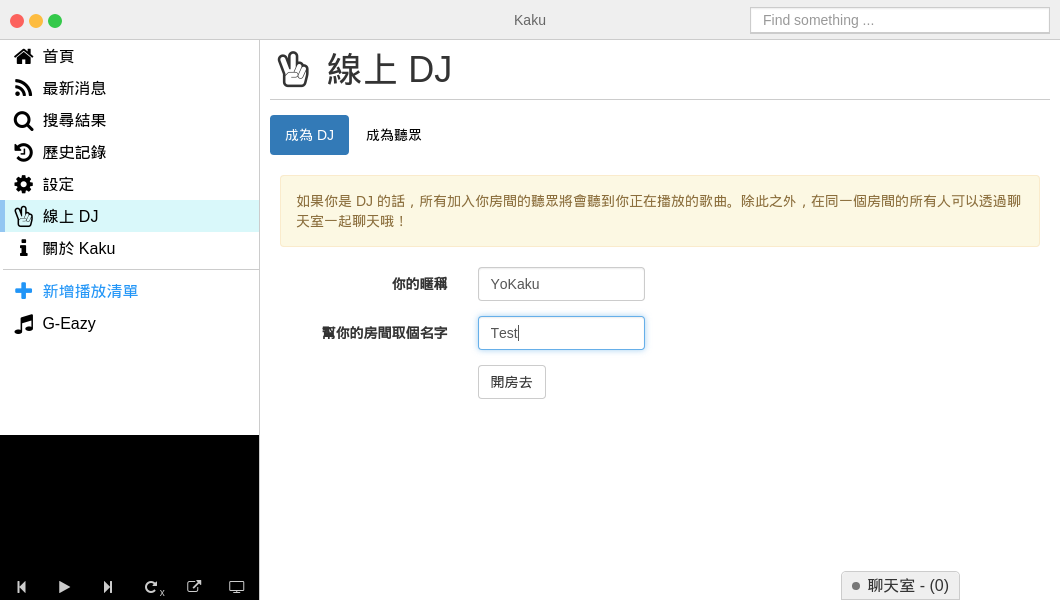 Kaku
Find something ...
首頁
最新消息
搜尋結果
歷史記錄
設定
線上 DJ
關於 Kaku
新增播放清單
G-Eazy
x
線上 DJ
成為 DJ
成為聽眾
如果你是 DJ 的話，所有加入你房間的聽眾將會聽到你正在播放的歌曲。除此之外，在同一個房間的所有人可以透過聊
天室一起聊天哦！
你的暱稱
YoKaku
幫你的房間取個名字
Test
開房去
聊天室 - (0)